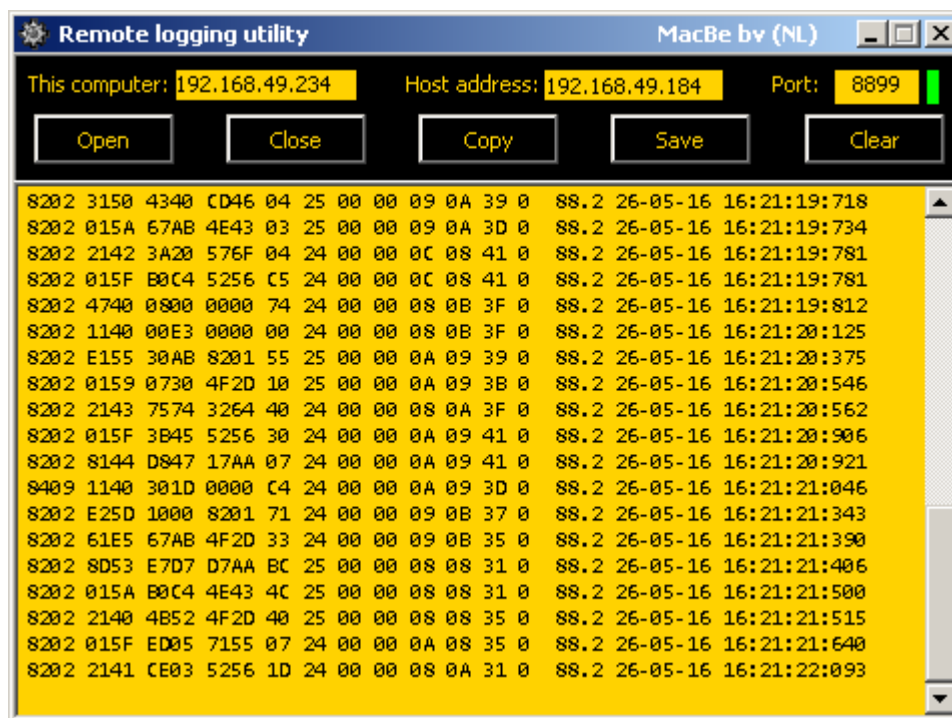 Remote logging utility MacBe bv (NL)
This computer: 192.168.49.234 Host address: 192.168.49.184 Port: 8899
Open Close Copy Save Clear
8202 3150 4340 CD46 04 25 00 00 09 0A 39 0 88.2 26-05-16 16:21:19:718
8202 015A 67AB 4E43 03 25 00 00 09 0A 3D 0 88.2 26-05-16 16:21:19:734
8202 2142 3A20 576F 04 24 00 00 0C 08 41 0 88.2 26-05-16 16:21:19:781
8202 015F B0C4 5256 C5 24 00 00 0C 08 41 0 88.2 26-05-16 16:21:19:781
8202 4740 0800 0000 74 24 00 00 08 0B 3F 0 88.2 26-05-16 16:21:19:812
8202 1140 00E3 0000 00 24 00 00 08 0B 3F 0 88.2 26-05-16 16:21:20:125
8202 E155 30AB 8201 55 25 00 00 0A 09 39 0 88.2 26-05-16 16:21:20:375
8202 0159 0730 4F2D 10 25 00 00 0A 09 3B 0 88.2 26-05-16 16:21:20:546
8202 2143 7574 3264 40 24 00 00 08 0A 3F 0 88.2 26-05-16 16:21:20:562
8202 015F 3B45 5256 30 24 00 00 0A 09 41 0 88.2 26-05-16 16:21:20:906
8202 8144 D847 17AA 07 24 00 00 0A 09 41 0 88.2 26-05-16 16:21:20:921
8409 1140 301D 0000 C4 24 00 00 0A 09 3D 0 88.2 26-05-16 16:21:21:046
8202 E25D 1000 8201 71 24 00 00 09 0B 37 0 88.2 26-05-16 16:21:21:343
8202 61E5 67AB 4F2D 33 24 00 00 09 0B 35 0 88.2 26-05-16 16:21:21:390
8202 8D53 E7D7 D7AA BC 25 00 00 08 08 31 0 88.2 26-05-16 16:21:21:406
8202 015A B0C4 4E43 4C 25 00 00 08 08 31 0 88.2 26-05-16 16:21:21:500
8202 2140 4B52 4F2D 40 25 00 00 08 08 35 0 88.2 26-05-16 16:21:21:515
8202 015F ED05 7155 07 24 00 00 0A 08 35 0 88.2 26-05-16 16:21:21:640
8202 2141 CE03 5256 1D 24 00 00 08 0A 31 0 88.2 26-05-16 16:21:22:093